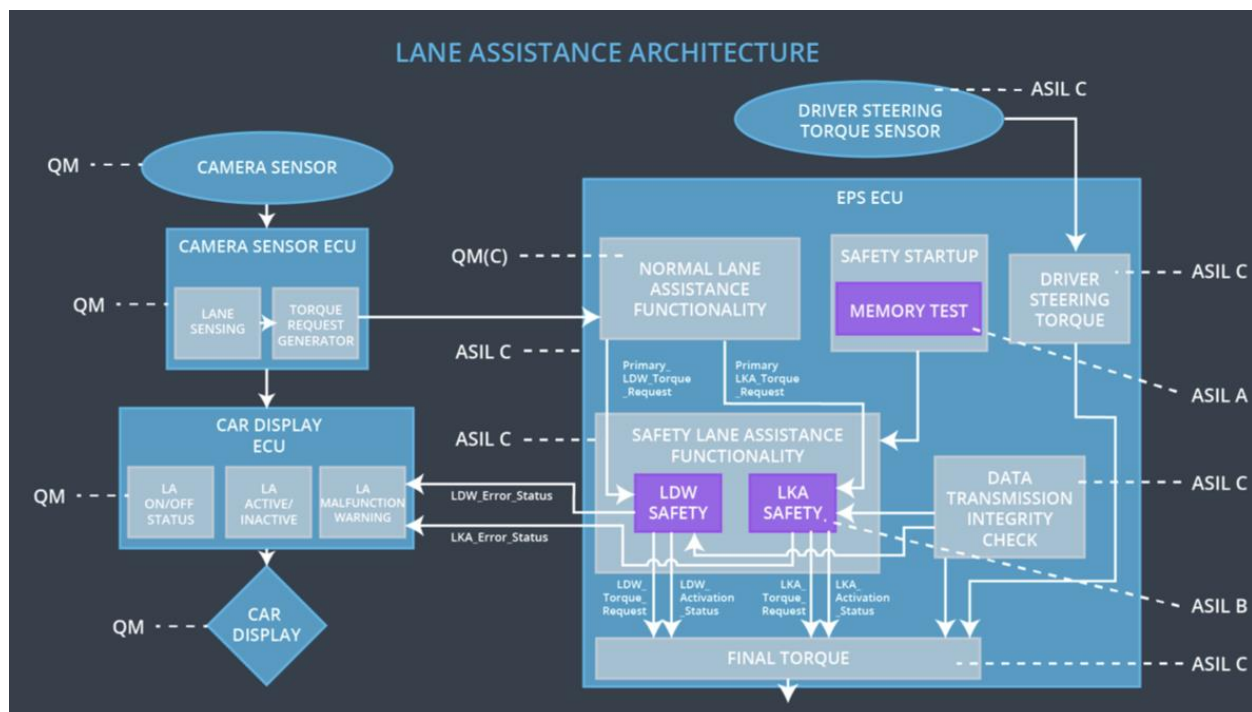 LANE ASSISTANCE ARCHITECTURE
ASIL C
DRIVER STEERING
TORQUE SENSOR
QM
CAMERA SENSOR
EPS ECU
CAMERA SENSOR ECU
QM
LANE
SENSING
TORQUE
REQUEST
GENERATOR
QM(C)
NORMAL LANE
ASSISTANCE
FUNCTIONALITY
SAFETY STARTUP
MEMORY TEST
DRIVER
STEERING
TORQUE
ASIL C
ASIL C
Primary_
LDW_Torque
_Request
Primary
LKA_Torque
_Request
ASIL A
CAR DISPLAY
ECU
QM
LA
ON/OFF
STATUS
LA
ACTIVE/
INACTIVE
LA
MALFUNCTION
WARNING
LDW_Error_Status
LKA_Error_Status
ASIL C
SAFETY LANE ASSISTANCE
FUNCTIONALITY
LDW
SAFETY
LKA
SAFETY
DATA
TRANSMISSION
INTEGRITY
CHECK
ASIL C
LDW_
Torque_
Request
LDW_
Activation
_Status
LKA_
Torque_
Request
LKA_
Activation
_Status
ASIL B
QM
CAR
DISPLAY
FINAL TORQUE
ASIL C